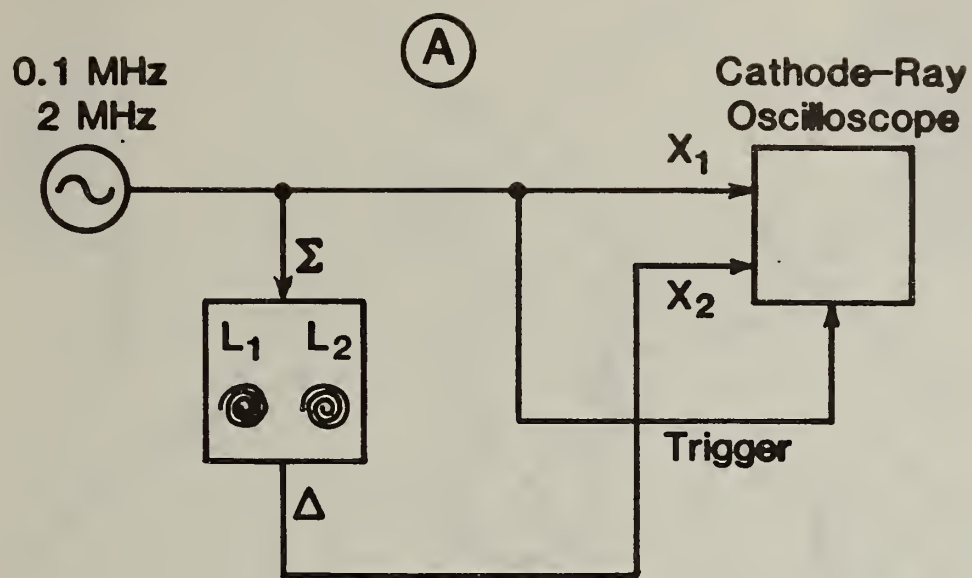 A
0.1 MHz
2 MHz
Cathode-Ray
Oscilloscope
X₁
Σ
X₂
L₁ L₂
Trigger
Δ